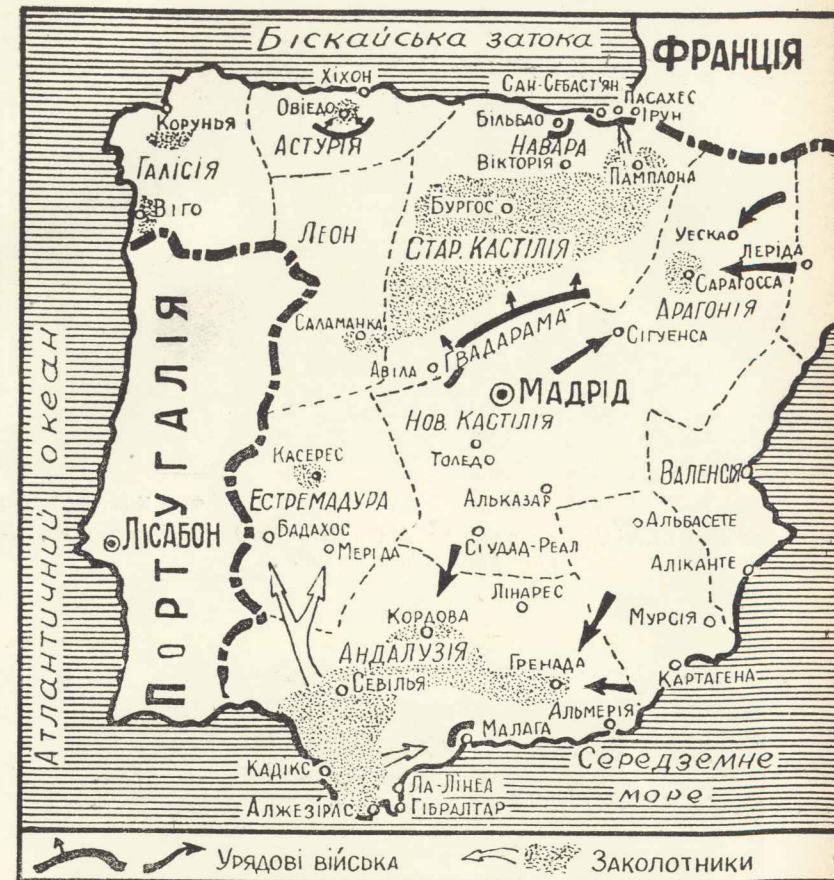 Біскайська затока
ФРАНЦІЯ
Хіхон
Сан-Себаст'ян
Пасахес
Ірун
Овієдо
Більбао
Корунья
Астурія
Навара
Галісія
Вікторія
Памплона
Віго
Бургос
Леон
Уеска
Леріда
Стар. Кастілія
Сарагосса
Арагонія
Саламанка
Сігуенса
Авіла
Гвадарама
Мадрід
Нов. Кастілія
Толедо
Касерес
Естремадура
Валенсія
Альказар
Альбасете
Лісабон
Португалія
Атлантичний океан
Бадахос
Меріда
Сіудад-Реал
Аліканте
Лінарес
Кордова
Мурсія
Андалузія
Гренада
Картагена
Севілья
Альмерія
Малага
Середземне
море
Кадікс
Ла-Лінеа
Алжезірас
Гібралтар
Урядові війська
Заколотники